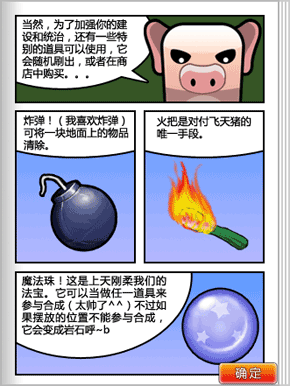 当然，为了加强你的建
设和统治，还有一些特
别的道具可以使用，它
会随机刷出，或者在商
店中购买...
炸弹！（我喜欢炸弹）
可将一块地面上的物品
清除。
火把是对付飞天猪的
唯一手段。
魔法珠！这是上天刚柔我们的
法宝。它可以当做任一道具来
参与合成（太帅了^^）不过如
果摆放的位置不能参与合成，
它会变成岩石呼~b
确定